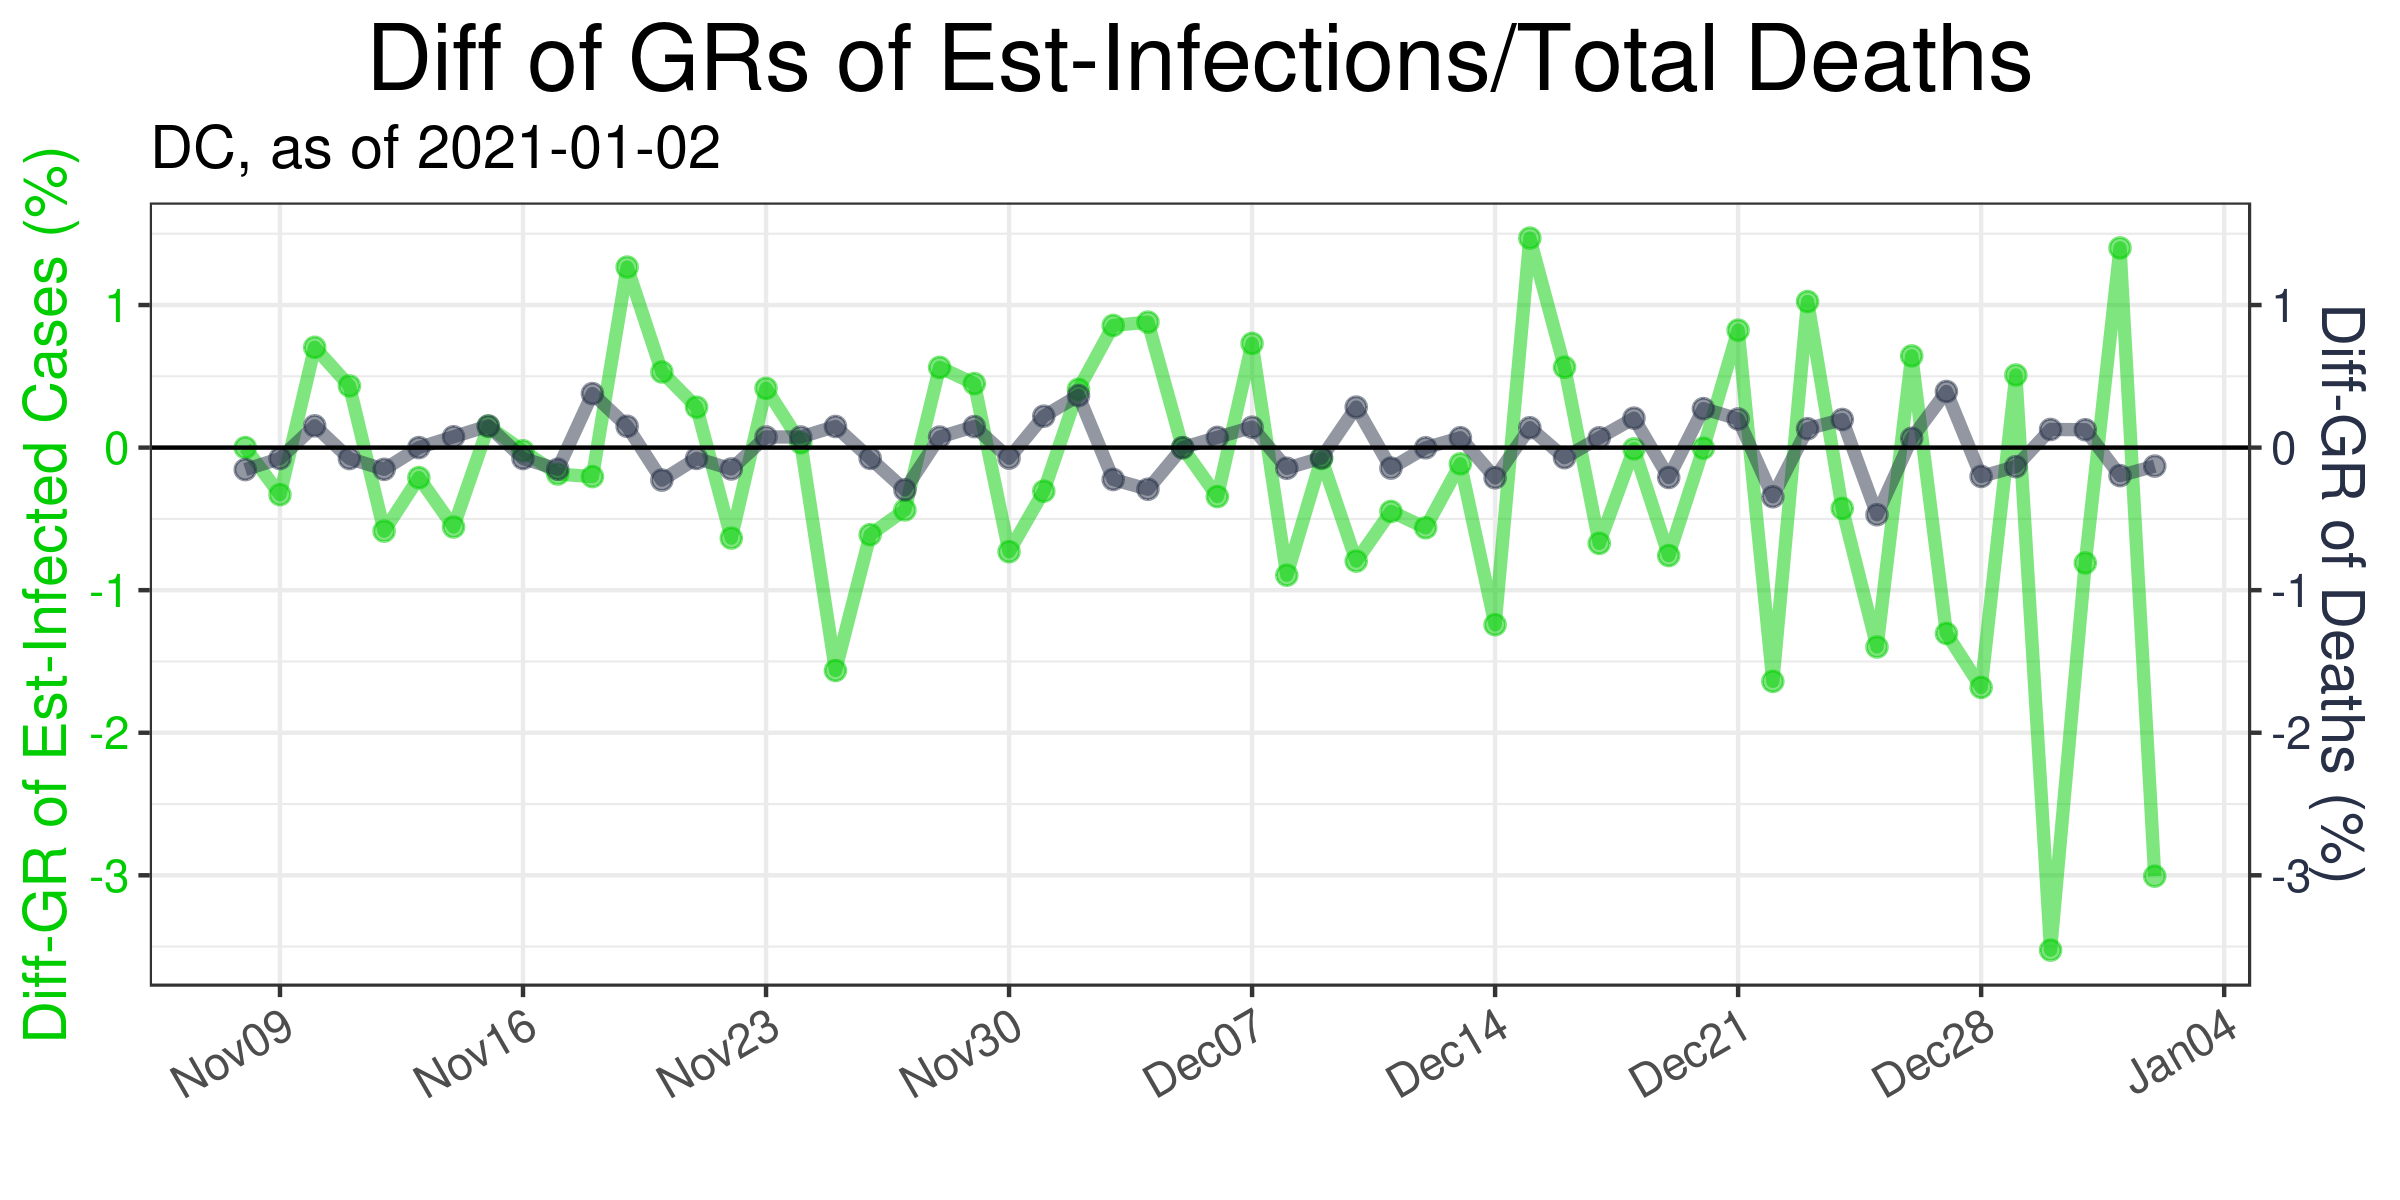 Diff of GRs of Est-Infections/Total Deaths
DC, as of 2021-01-02
Diff-GR of Est-Infected Cases (%)
1
0
-1
-2
-3
1
0
-1
-2
-3
Diff-GR of Deaths (%)
Nov09
Nov16
Nov23
Nov30
Dec07
Dec14
Dec21
Dec28
Jan04